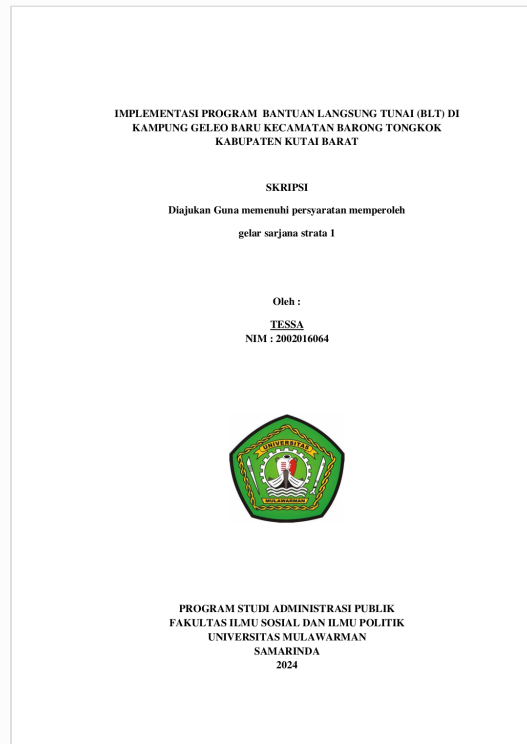 IMPLEMENTASI PROGRAM BANTUAN LANGSUNG TUNAI (BLT) DI
KAMPUNG GELEO BARU KECAMATAN BARONG TONGKOK
KABUPATEN KUTAI BARAT
SKRIPSI
Diajukan Guna memenuhi persyaratan memperoleh
gelar sarjana strata 1
Oleh :
TESSA
NIM : 2002016064
UNIVERSITAS
MULAWARMAN
PROGRAM STUDI ADMINISTRASI PUBLIK
FAKULTAS ILMU SOSIAL DAN ILMU POLITIK
UNIVERSITAS MULAWARMAN
SAMARINDA
2024